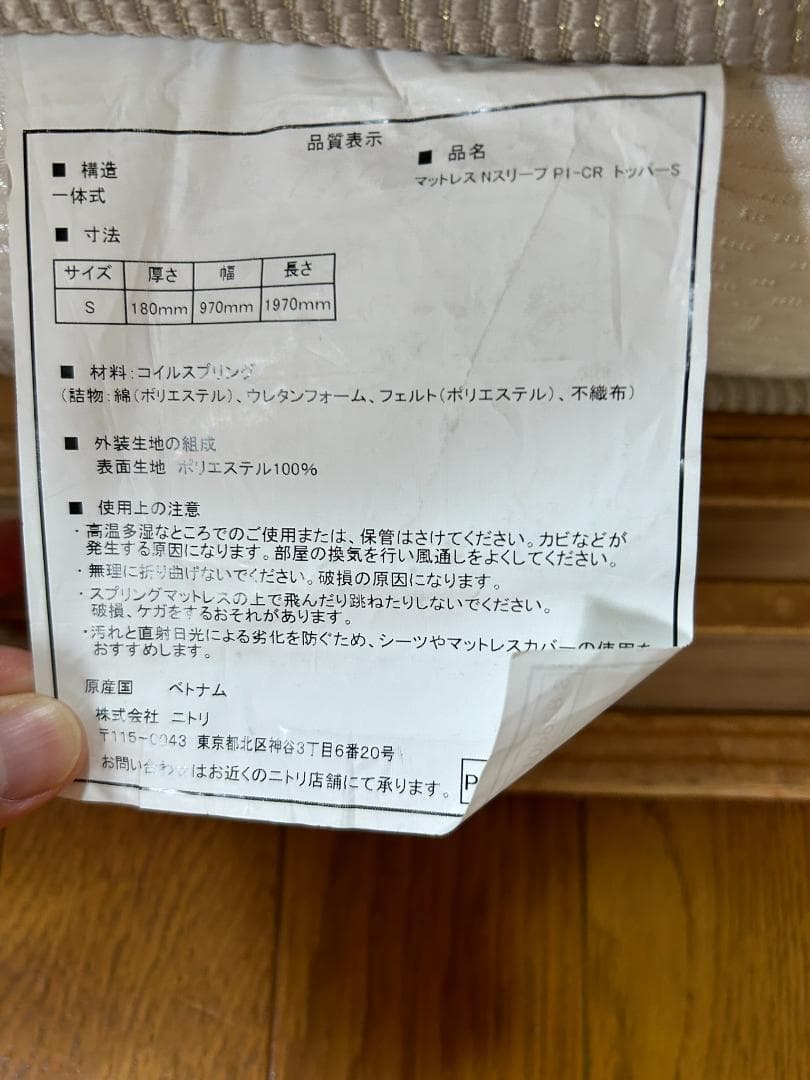 品質表示
■ 構造
一体式
■ 品名
マットレス Nスリープ P1-CR トッパーS
■ 寸法
サイズ 厚さ 幅 長さ
S 180mm 970mm 1970mm
■ 材料:コイルスプリング
(詰物:綿(ポリエステル)、ウレタンフォーム、フェルト(ポリエステル)、不織布)
■ 外装生地の組成
表面生地 ポリエステル100%
■ 使用上の注意
・高温多湿なところでのご使用または、保管はさけてください。カビなどが
発生する原因になります。部屋の換気を行い風通しをよくしてください。
・無理に折り曲げないでください。破損の原因になります。
・スプリングマットレスの上で飛んだり跳ねたりしないでください。
破損、ケガをするおそれがあります。
・汚れと直射日光による劣化を防ぐため、シーツやマットレスカバーの使用を
おすすめします。
原産国 ベトナム
株式会社 ニトリ
〒115-0043 東京都北区神谷3丁目6番20号
お問い合わせはお近くのニトリ店舗にて承ります。
P